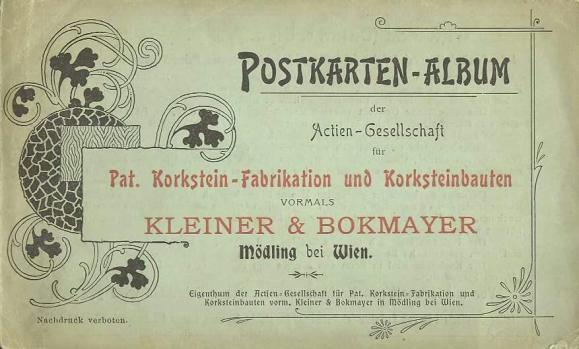 POSTKARTEN-ALBUM
der
Actien-Gesellschaft
für
Pat. Korkstein-Fabrikation und Korksteinbauten
VORMALS
KLEINER & BOKMAYER
Mödling bei Wien.
Eigenthum der Actien-Gesellschaft für Pat. Korkstein-Fabrikation und
Korksteinbauten vorm. Kleiner & Bokmayer in Mödling bei Wien.
Nachdruck verboten.